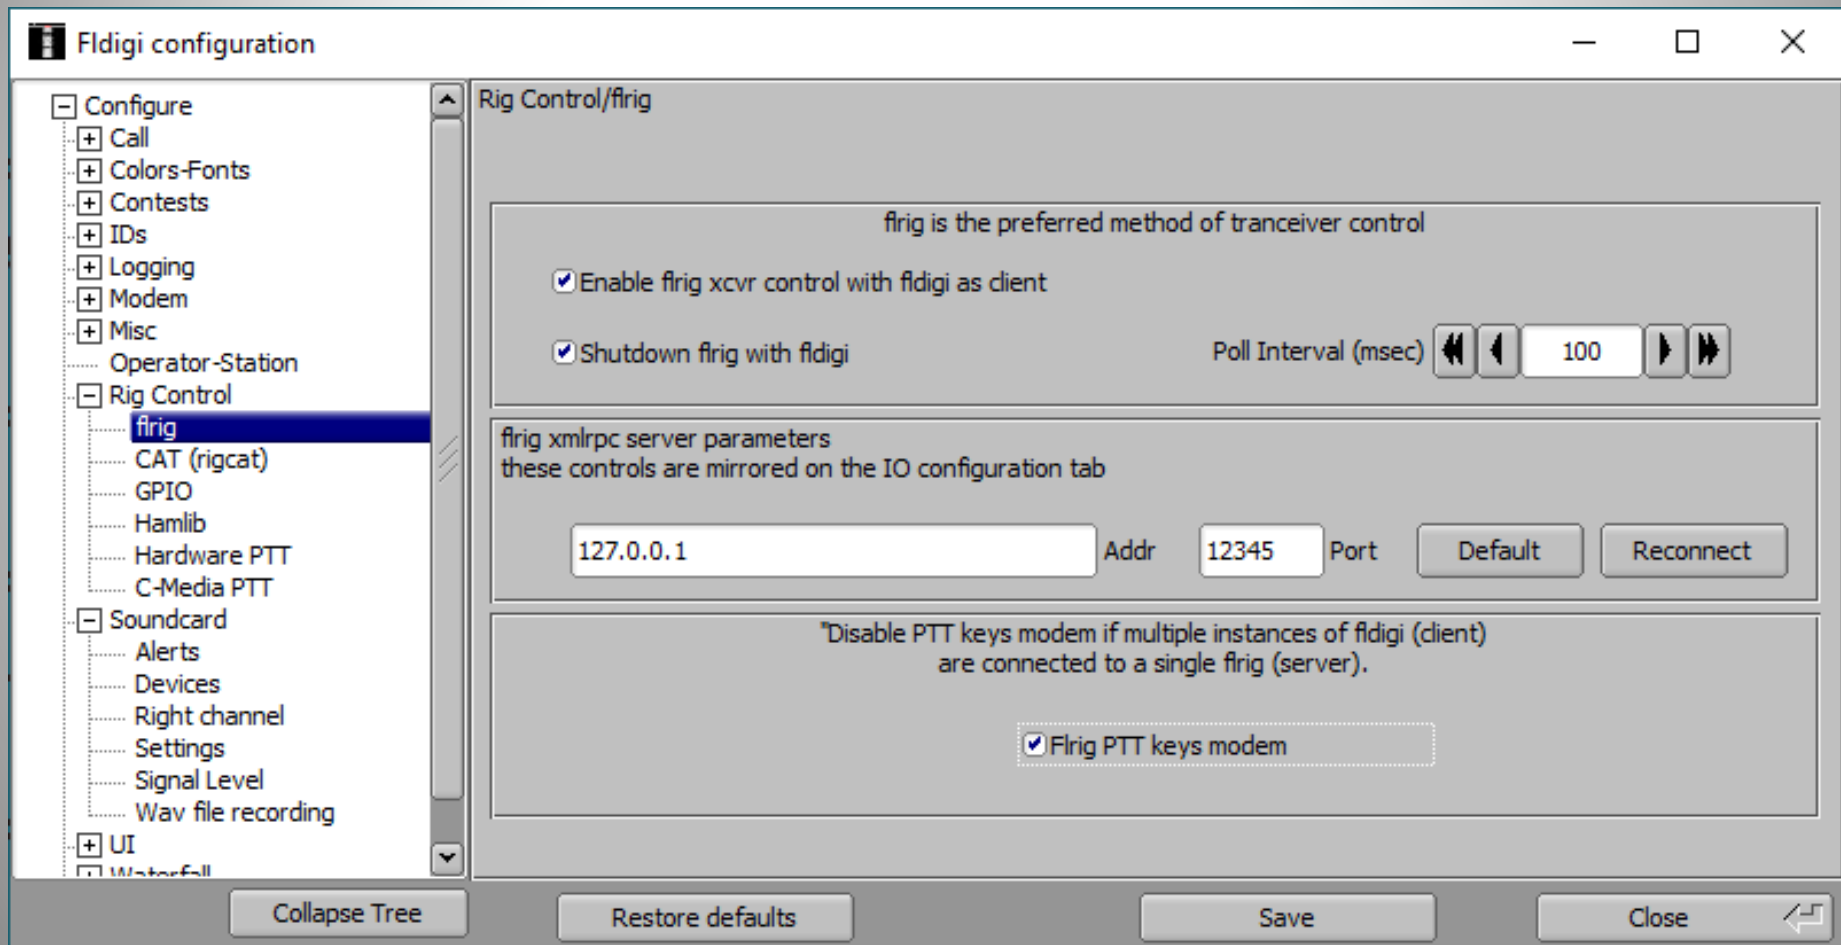 Fldigi configuration
Configure
Call
Colors-Fonts
Contests
IDs
Logging
Modem
Misc
Operator-Station
Rig Control
flrig
CAT (rigcat)
GPIO
Hamlib
Hardware PTT
C-Media PTT
Soundcard
Alerts
Devices
Right channel
Settings
Signal Level
Wav file recording
UI
Waterfall
Collapse Tree
Rig Control/flrig
flrig is the preferred method of tranceiver control
Enable flrig xcvr control with fldigi as client
Shutdown flrig with fldigi
Poll Interval (msec) 100
flrig xmlrpc server parameters
these controls are mirrored on the IO configuration tab
127.0.0.1 Addr 12345 Port Default Reconnect
"Disable PTT keys modem if multiple instances of fldigi (client)
are connected to a single flrig (server).
Flrig PTT keys modem
Restore defaults Save Close